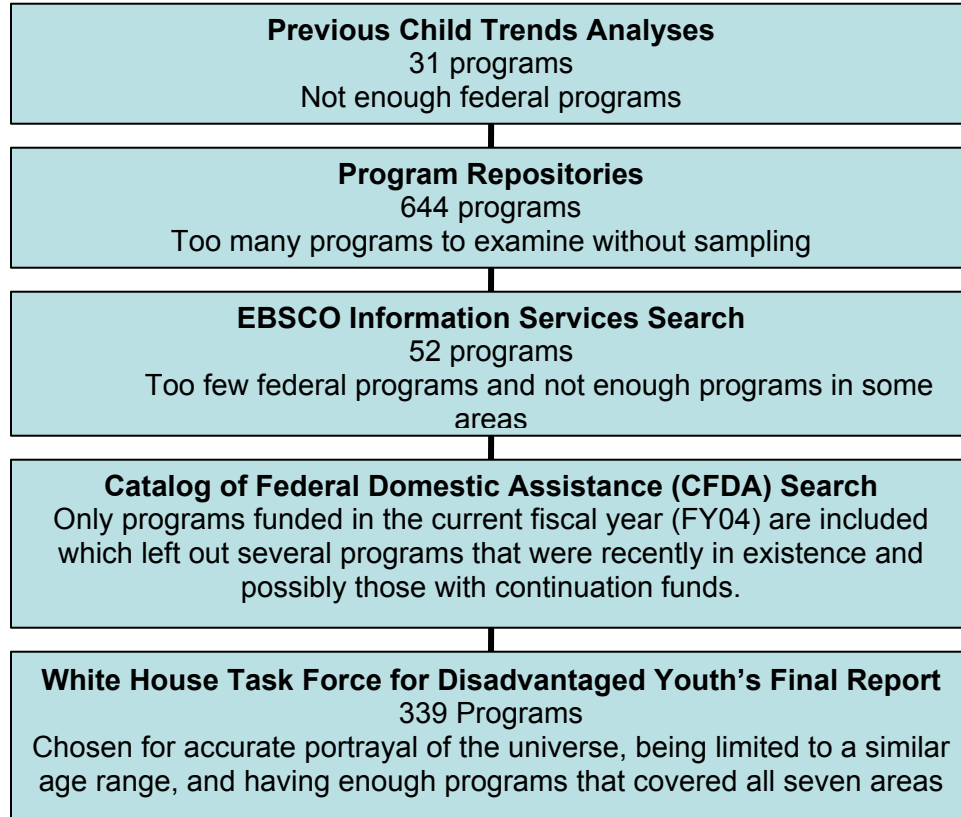 Previous Child Trends Analyses
31 programs
Not enough federal programs
Program Repositories
644 programs
Too many programs to examine without sampling
EBSCO Information Services Search
52 programs
Too few federal programs and not enough programs in some
areas
Catalog of Federal Domestic Assistance (CFDA) Search
Only programs funded in the current fiscal year (FY04) are included
which left out several programs that were recently in existence and
possibly those with continuation funds.
White House Task Force for Disadvantaged Youth’s Final Report
339 Programs
Chosen for accurate portrayal of the universe, being limited to a similar
age range, and having enough programs that covered all seven areas